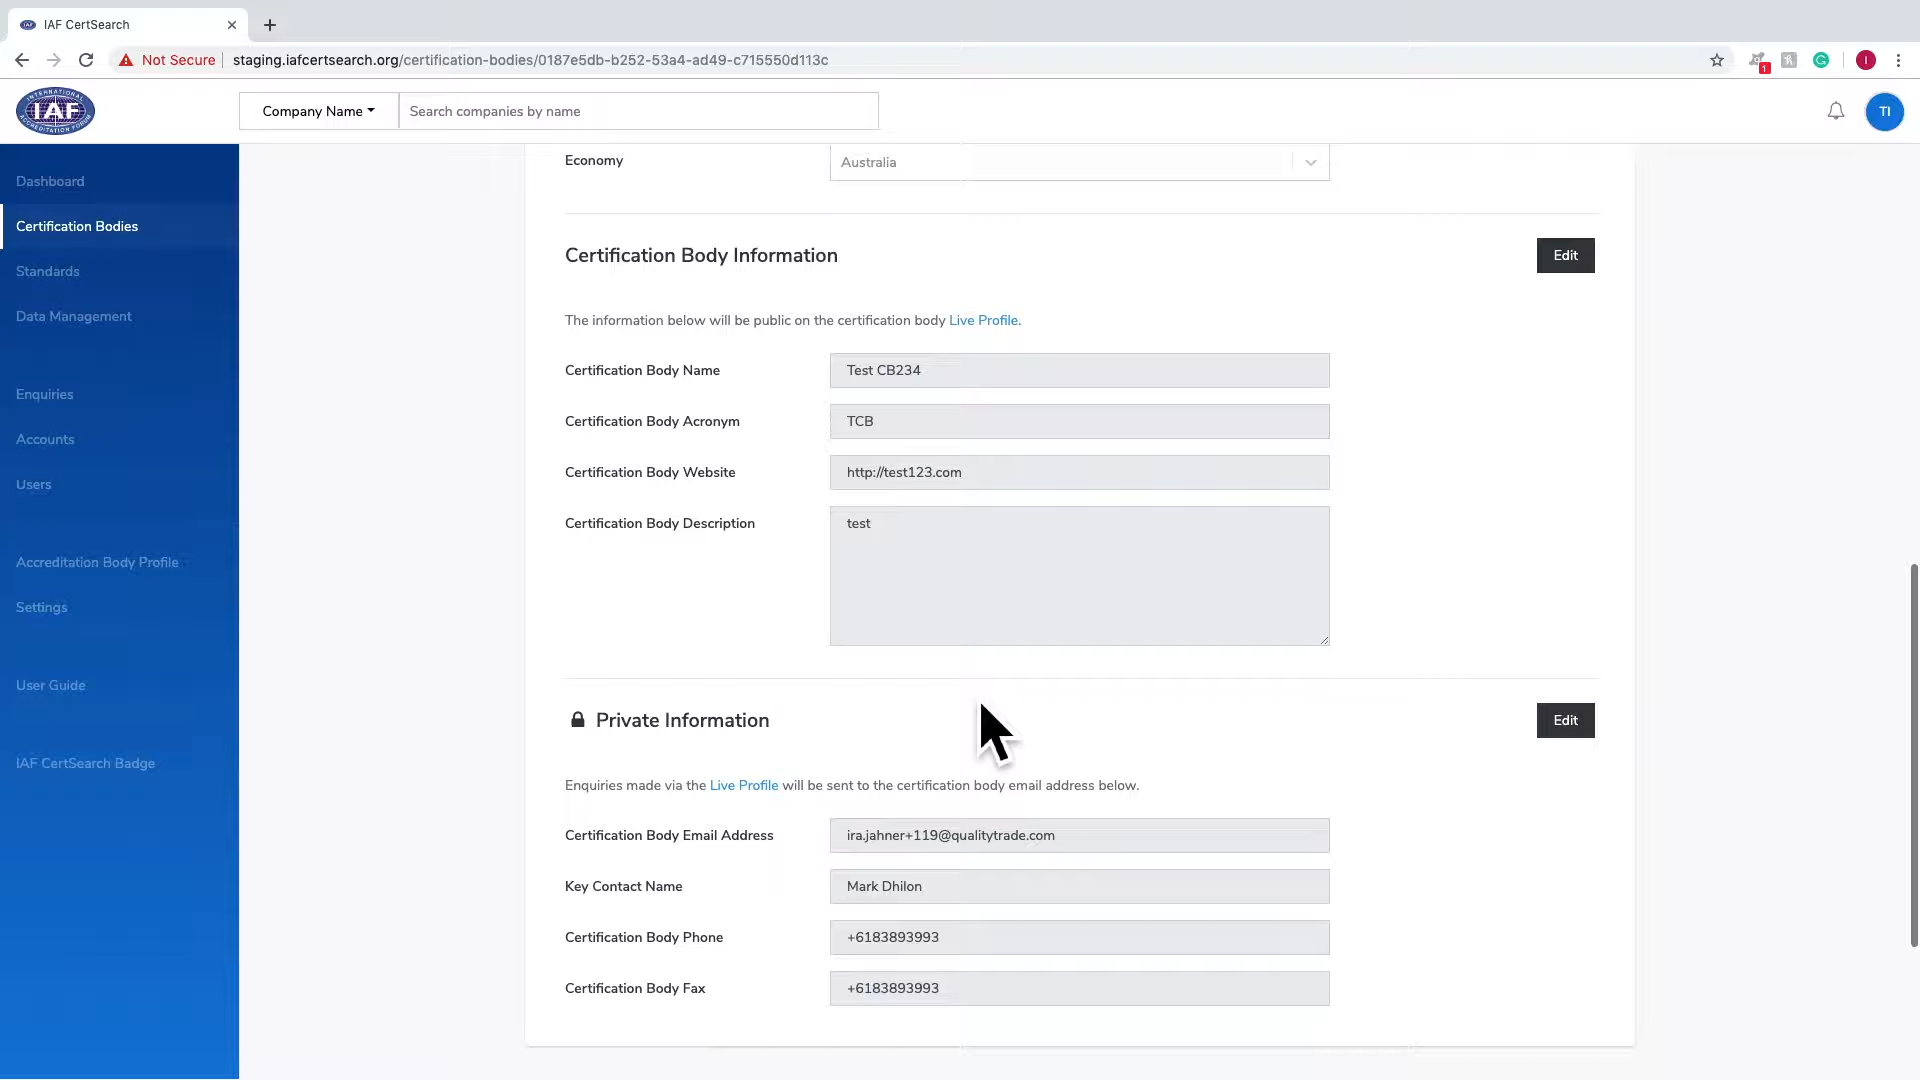 IAF CertSearch
Not Secure
staging.iafcertsearch.org/certification-bodies/0187e5db-b252-53a4-ad49-c715550d113c
1
I
INTERNATIONAL
IAF
ACCREDITATION FORUM
Company Name
Search companies by name
TI
Dashboard
Certification Bodies
Standards
Data Management
Enquiries
Accounts
Users
Accreditation Body Profile
Settings
User Guide
IAF CertSearch Badge
Economy
Australia
Certification Body Information
Edit
The information below will be public on the certification body Live Profile.
Certification Body Name
Test CB234
Certification Body Acronym
TCB
Certification Body Website
http://test123.com
Certification Body Description
test
Private Information
Edit
Enquiries made via the Live Profile will be sent to the certification body email address below.
Certification Body Email Address
ira.jahner+119@qualitytrade.com
Key Contact Name
Mark Dhilon
Certification Body Phone
+6183893993
Certification Body Fax
+6183893993